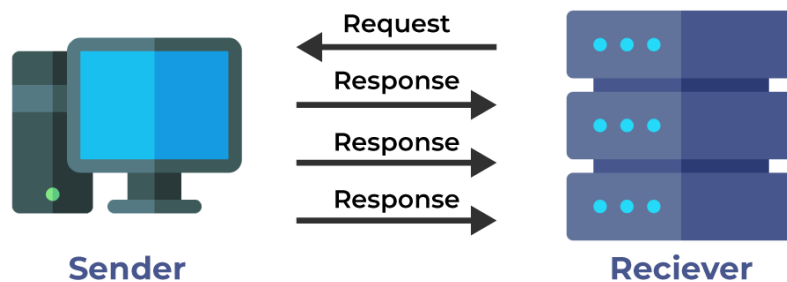 Request
Response
Response
Response
Sender
Reciever